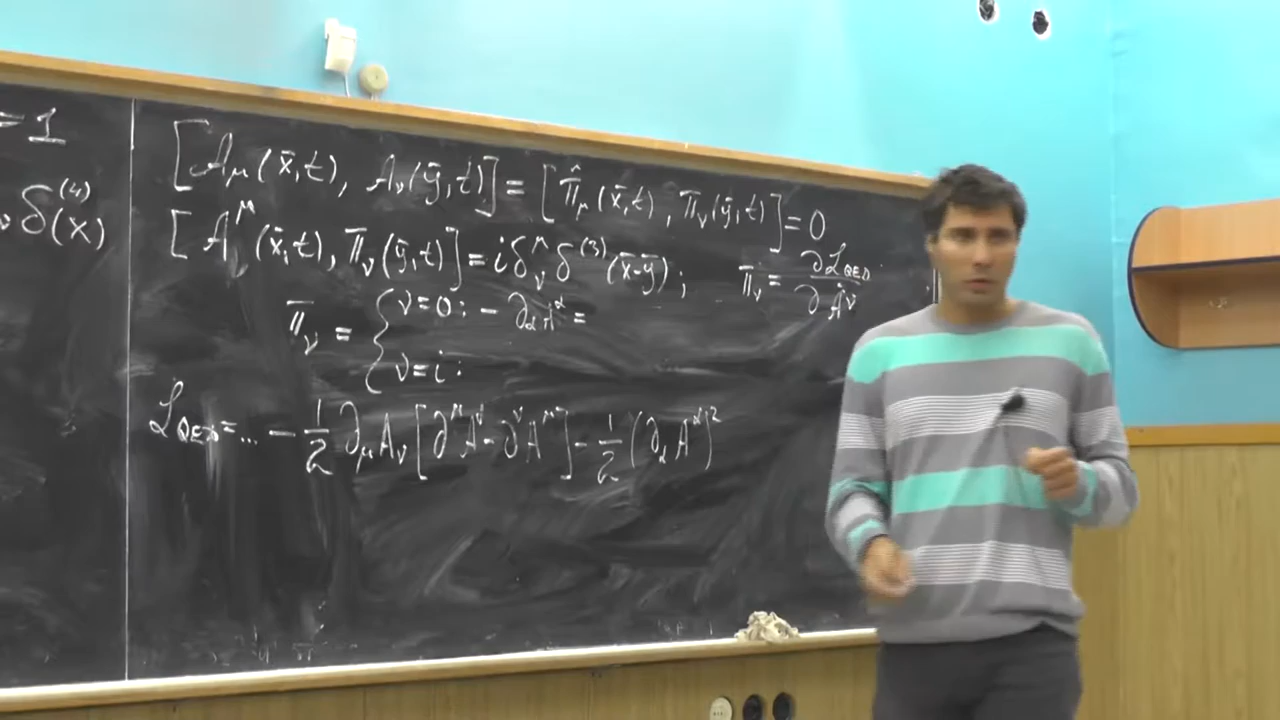 = 1
δ^(4)(x)
[A_μ(x̄,t), A_ν(ȳ,t)] = [π̂_μ(x̄,t), π_ν(ȳ,t)] = 0
[A^μ(x̄,t), π_ν(ȳ,t)] = iδ^μ_ν δ^(3)(x̄-ȳ); π_ν = ∂L_QED / ∂Ȧ^ν
π_ν = { ν=0: - ∂_α A^α =
ν=i:
L_QED = ... - 1/2 ∂_μ A_ν [∂^μ A^ν - ∂^ν A^μ] - 1/2 (∂_α A^α)^2